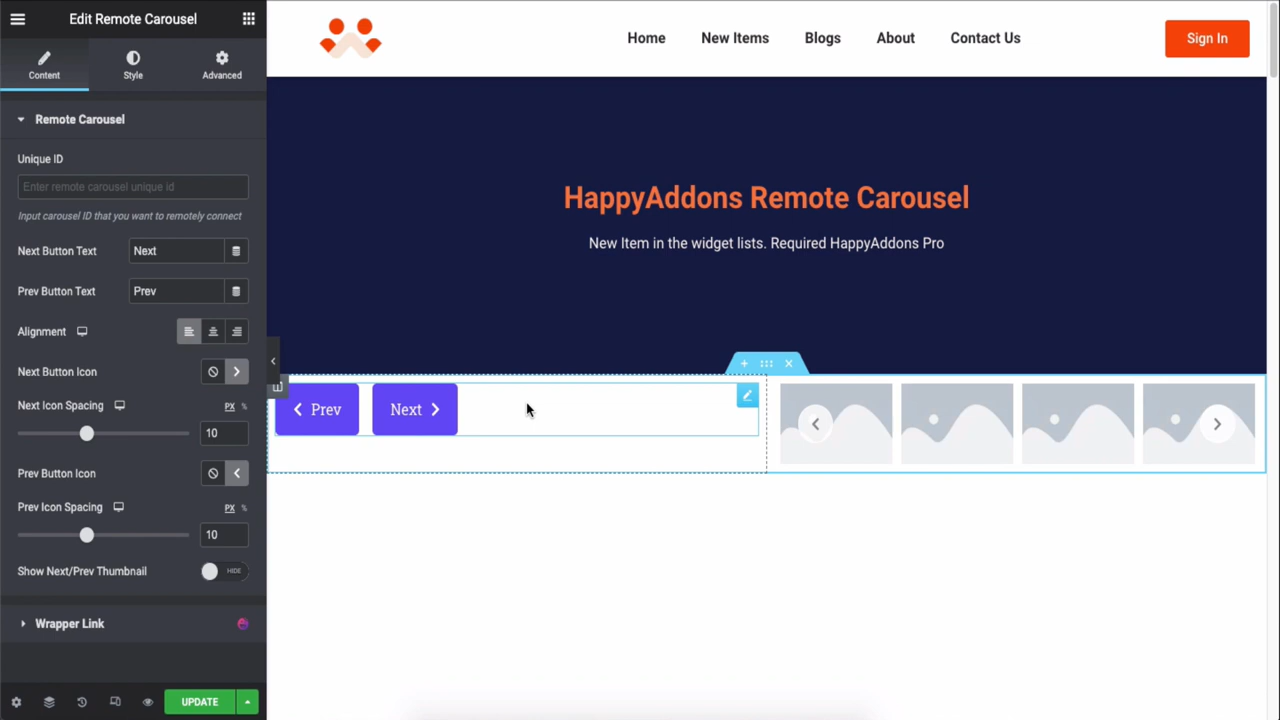 Edit Remote Carousel
Content
Style
Advanced
Remote Carousel
Unique ID
Enter remote carousel unique id
Input carousel ID that you want to remotely connect
Next Button Text
Next
Prev Button Text
Prev
Alignment
Next Button Icon
Next Icon Spacing
PX %
10
Prev Button Icon
Prev Icon Spacing
PX %
10
Show Next/Prev Thumbnail
HIDE
Wrapper Link
UPDATE
Home New Items Blogs About Contact Us
Sign In
HappyAddons Remote Carousel
New Item in the widget lists. Required HappyAddons Pro
Prev
Next